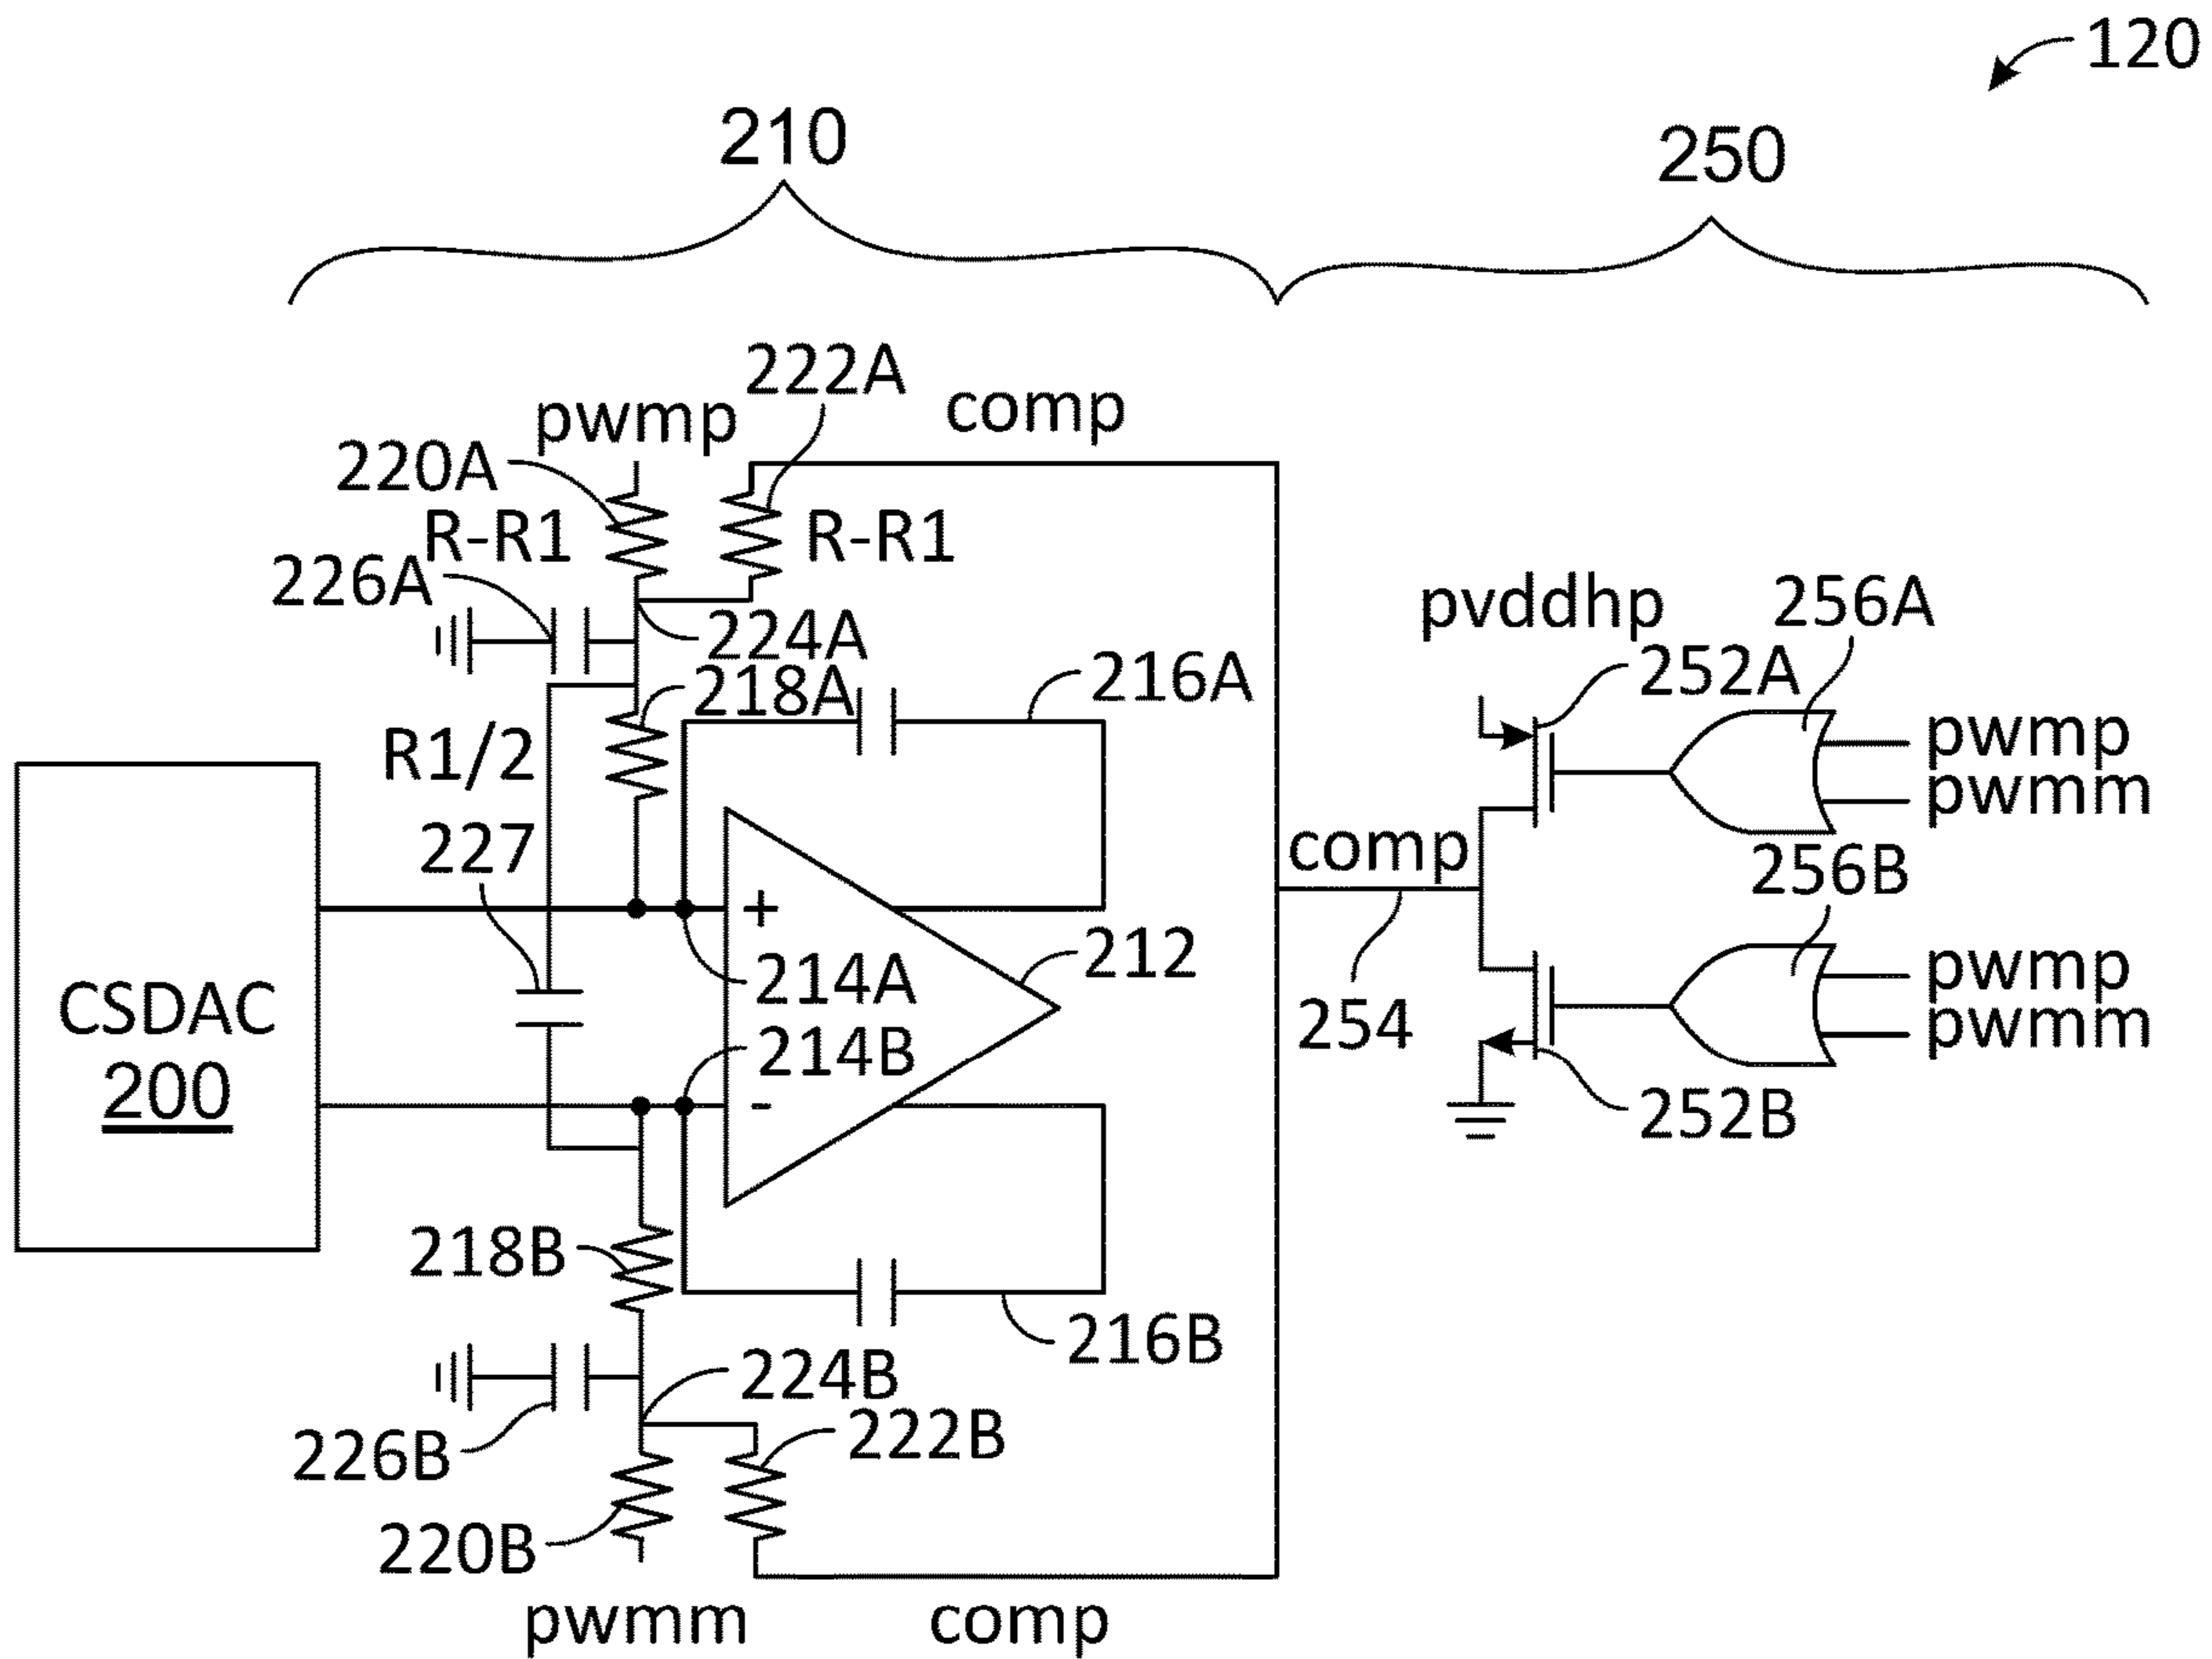 120
210
250
222A
pwmp
comp
220A
R-R1
R-R1
226A
224A
pvddhp
256A
218A
216A
252A
R1/2
pwmp
pwmm
227
comp
256B
+
214A
212
pwmp
CSDAC
200
254
pwmm
214B
-
252B
218B
216B
224B
226B
222B
220B
pwmm
comp